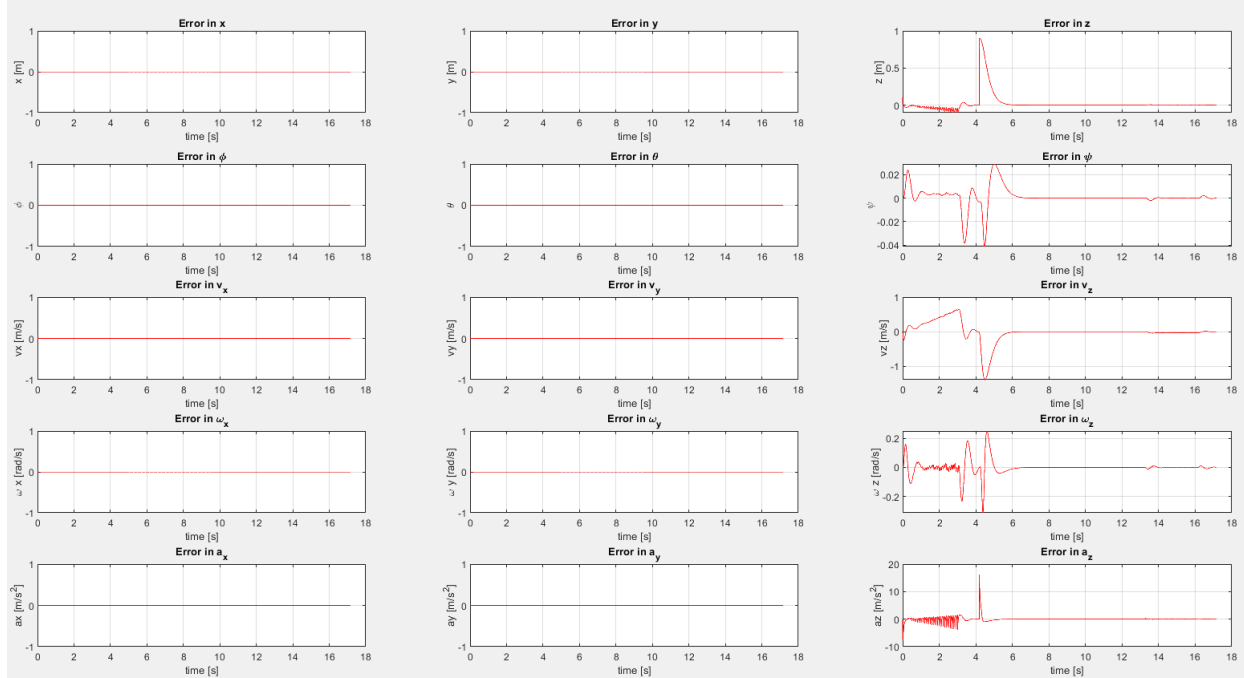 Error in x
1
0
-1
x [m]
0 2 4 6 8 10 12 14 16 18
time [s]
Error in y
1
0
-1
y [m]
0 2 4 6 8 10 12 14 16 18
time [s]
Error in z
1
0.5
0
z [m]
0 2 4 6 8 10 12 14 16 18
time [s]
Error in ϕ
1
0
-1
ϕ
0 2 4 6 8 10 12 14 16 18
time [s]
Error in θ
1
0
-1
θ
0 2 4 6 8 10 12 14 16 18
time [s]
Error in ψ
0.02
0
-0.02
-0.04
ψ
0 2 4 6 8 10 12 14 16 18
time [s]
Error in vₓ
1
0
-1
vx [m/s]
0 2 4 6 8 10 12 14 16 18
time [s]
Error in v_y
1
0
-1
vy [m/s]
0 2 4 6 8 10 12 14 16 18
time [s]
Error in v_z
1
0
-1
vz [m/s]
0 2 4 6 8 10 12 14 16 18
time [s]
Error in ωₓ
1
0
-1
ω x [rad/s]
0 2 4 6 8 10 12 14 16 18
time [s]
Error in ω_y
1
0
-1
ω y [rad/s]
0 2 4 6 8 10 12 14 16 18
time [s]
Error in ω_z
0.2
0
-0.2
ω z [rad/s]
0 2 4 6 8 10 12 14 16 18
time [s]
Error in aₓ
1
0
-1
ax [m/s²]
0 2 4 6 8 10 12 14 16 18
time [s]
Error in a_y
1
0
-1
ay [m/s²]
0 2 4 6 8 10 12 14 16 18
time [s]
Error in a_z
20
10
0
-10
az [m/s²]
0 2 4 6 8 10 12 14 16 18
time [s]